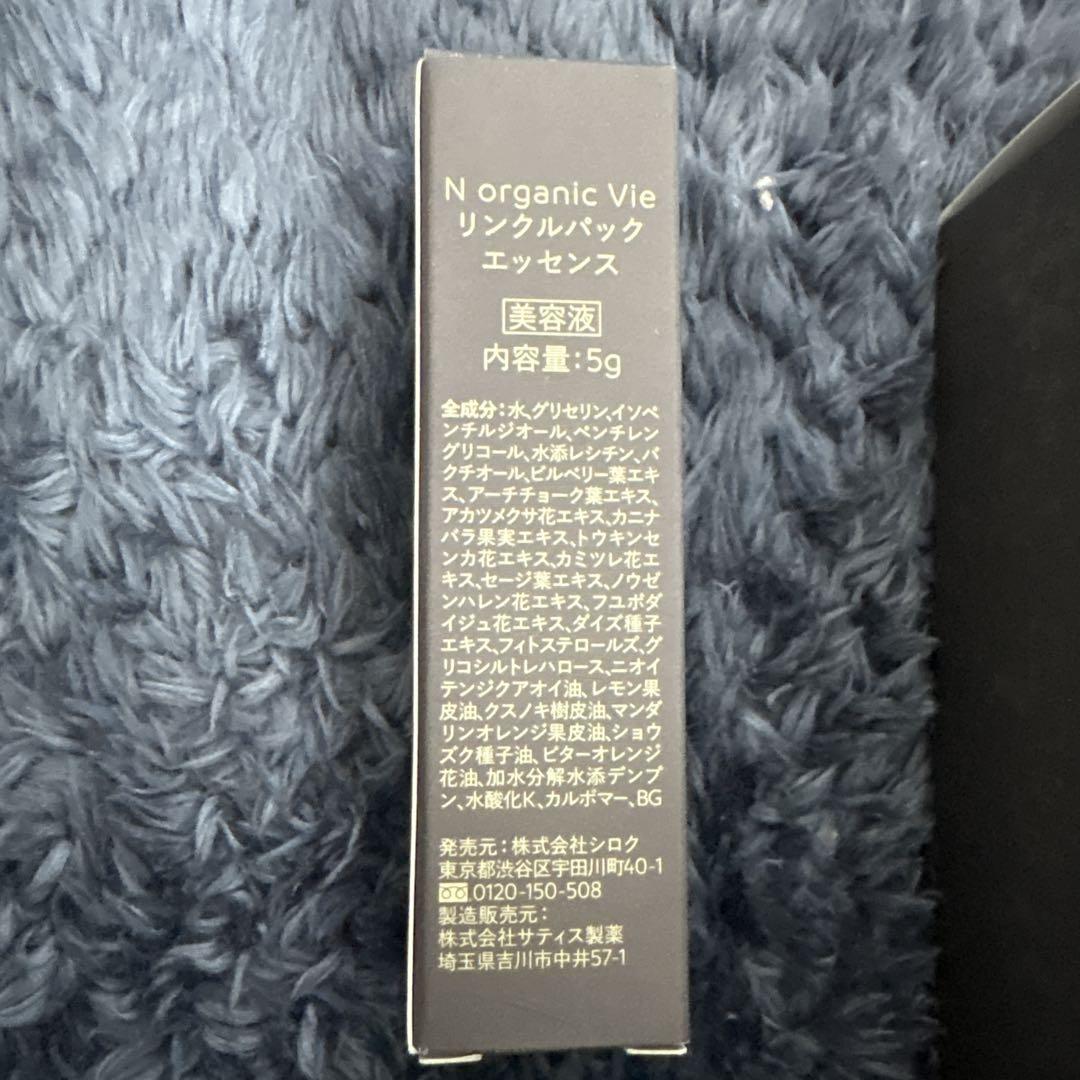 N organic Vie
リンクルパック
エッセンス
美容液
内容量:5g
全成分:水、グリセリン、イソペ
ンチルジオール、ペンチレン
グリコール、水添レシチン、バ
クチオール、ビルベリー葉エキ
ス、アーチチョーク葉エキス、
アカツメクサ花エキス、カニナ
バラ果実エキス、トウキンセ
ンカ花エキス、カミツレ花エ
キス、セージ葉エキス、ノウゼ
ンハレン花エキス、フユボダ
イジュ花エキス、ダイズ種子
エキス、フィトステロールズ、グ
リコシルトレハロース、ニオイ
テンジクアオイ油、レモン果
皮油、クスノキ樹皮油、マンダ
リンオレンジ果皮油、ショウ
ズク種子油、ビターオレンジ
花油、加水分解水添デンプ
ン、水酸化K、カルボマー、BG
発売元:株式会社シロク
東京都渋谷区宇田川町40-1
0120-150-508
製造販売元:
株式会社サティス製薬
埼玉県吉川市中井57-1